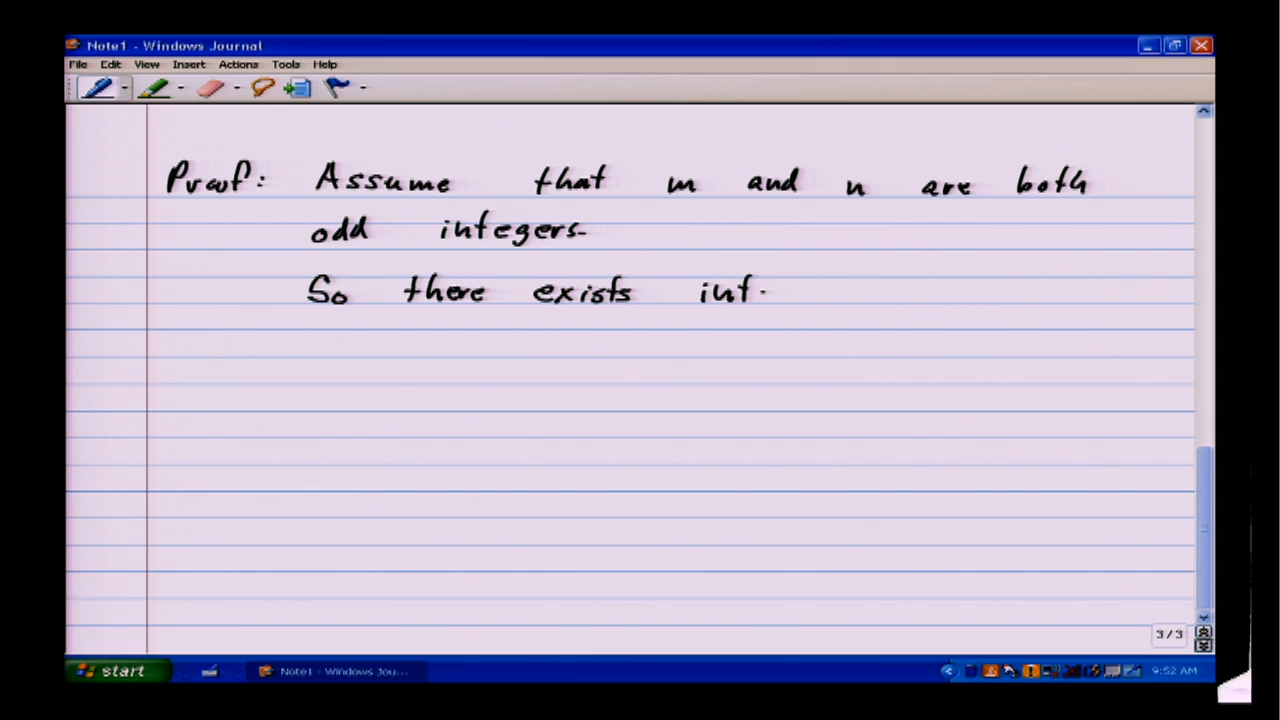 Note1 - Windows Journal
File Edit View Insert Actions Tools Help
Proof: Assume that m and n are both
odd integers.
So there exists int.
3/3
start Note1 - Windows Jou... 9:52 AM